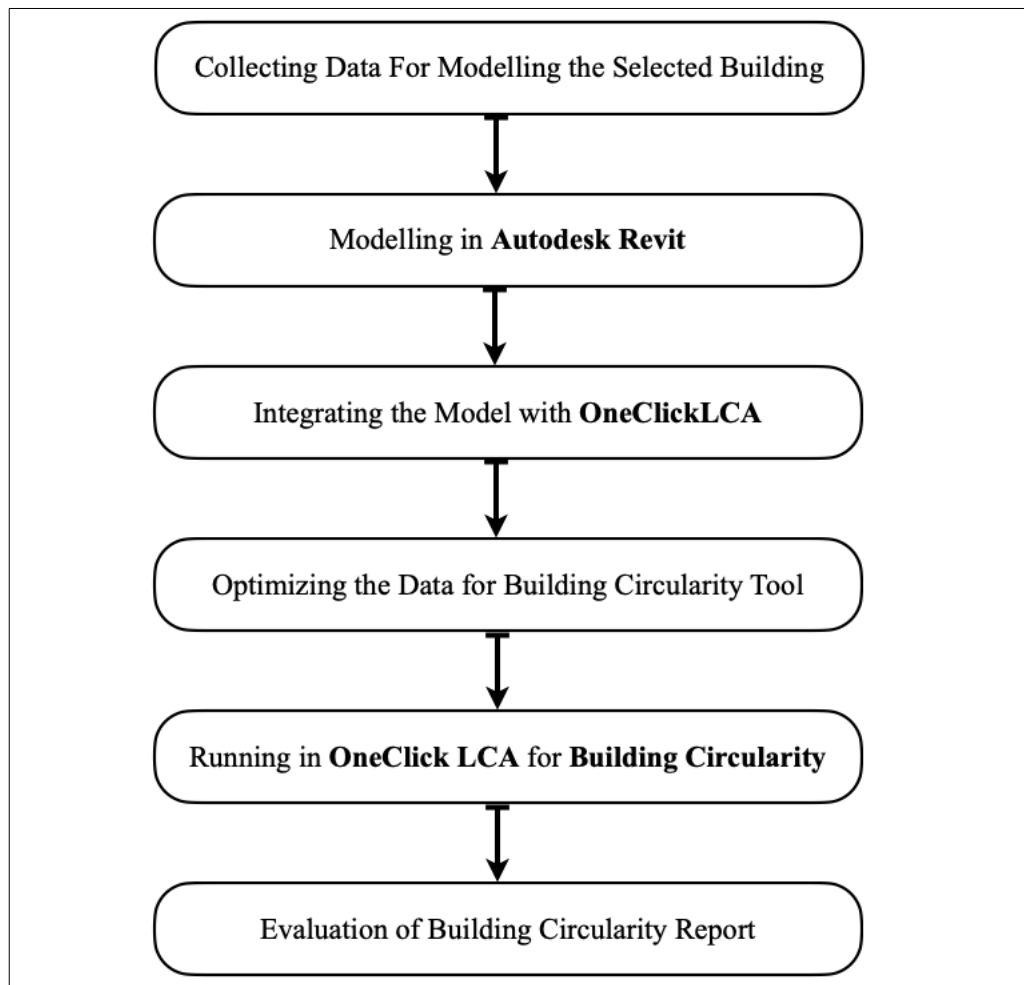 Collecting Data For Modelling the Selected Building
Modelling in Autodesk Revit
Integrating the Model with OneClickLCA
Optimizing the Data for Building Circularity Tool
Running in OneClick LCA for Building Circularity
Evaluation of Building Circularity Report